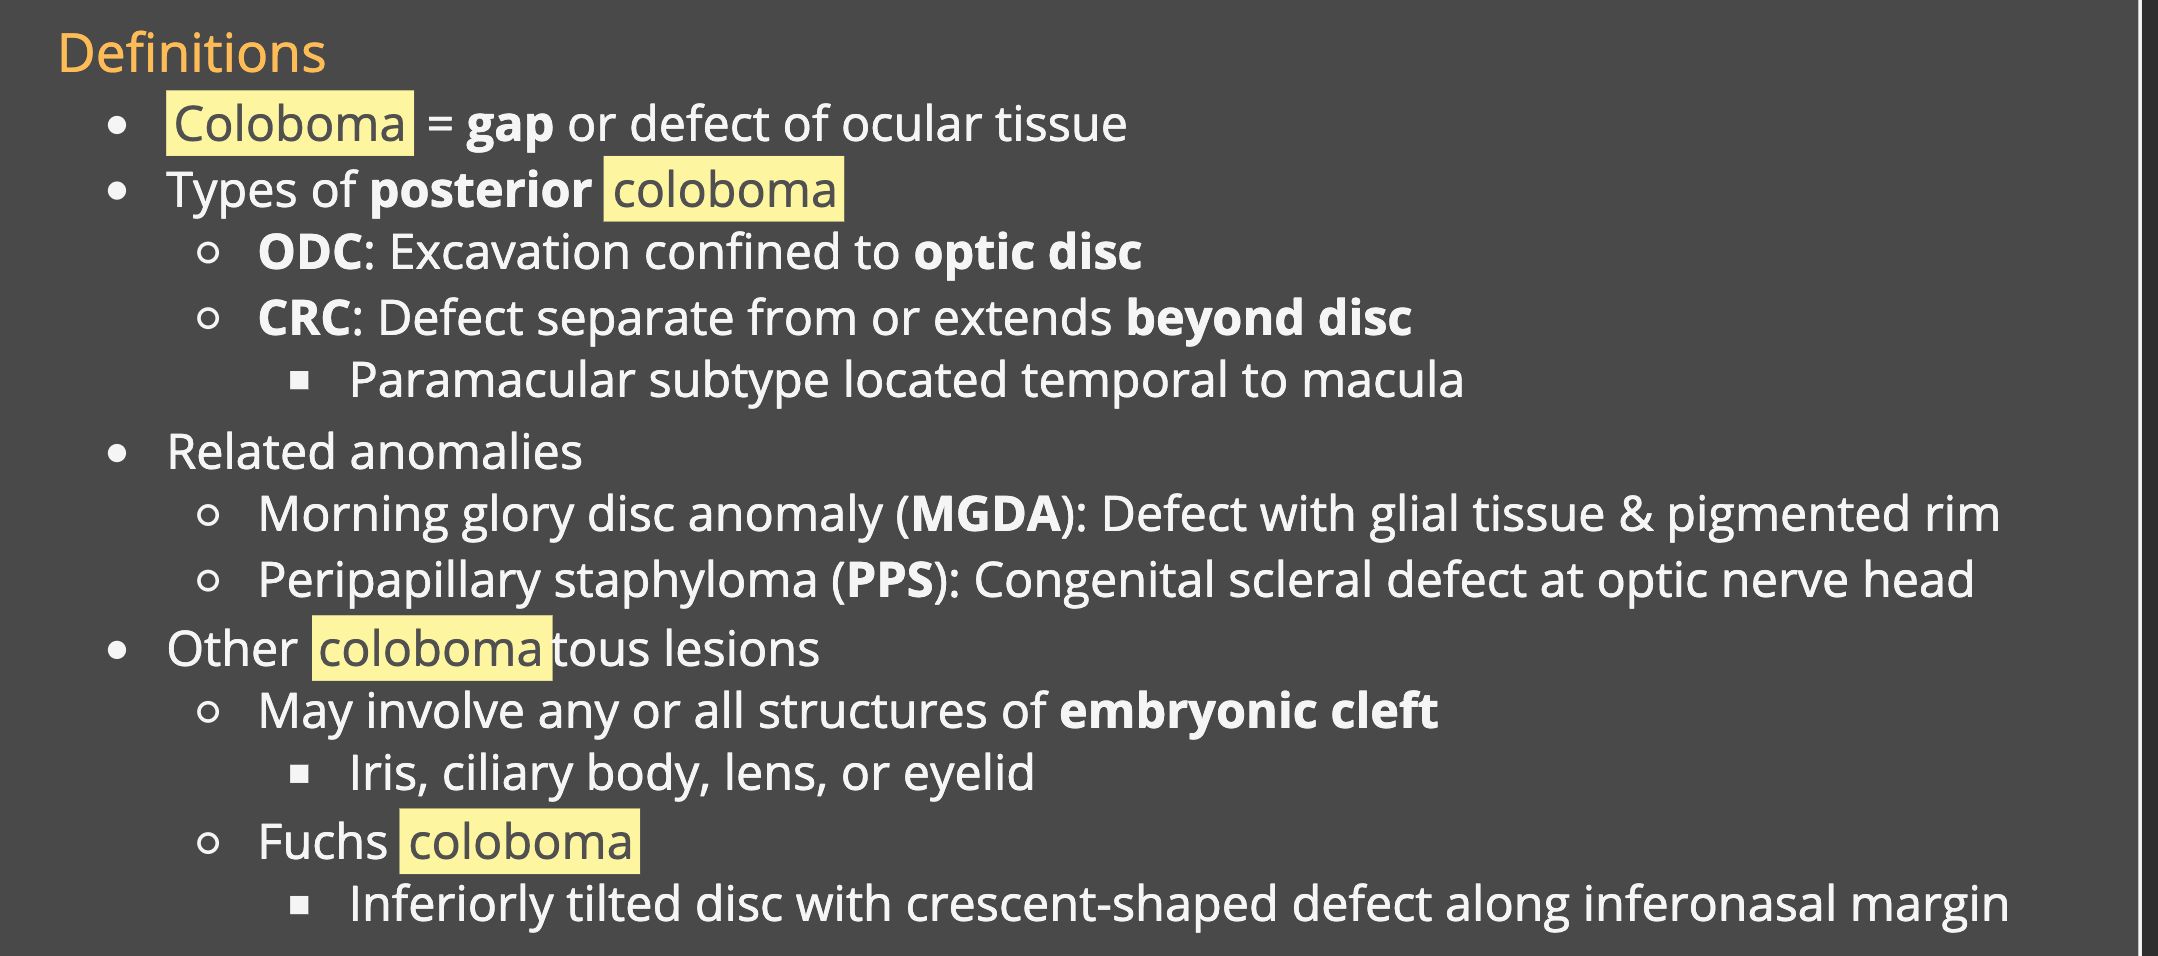 Definitions
• Coloboma = gap or defect of ocular tissue
• Types of posterior coloboma
○ ODC: Excavation confined to optic disc
○ CRC: Defect separate from or extends beyond disc
▪ Paramacular subtype located temporal to macula
• Related anomalies
○ Morning glory disc anomaly (MGDA): Defect with glial tissue & pigmented rim
○ Peripapillary staphyloma (PPS): Congenital scleral defect at optic nerve head
• Other colobomatous lesions
○ May involve any or all structures of embryonic cleft
▪ Iris, ciliary body, lens, or eyelid
○ Fuchs coloboma
▪ Inferiorly tilted disc with crescent-shaped defect along inferonasal margin